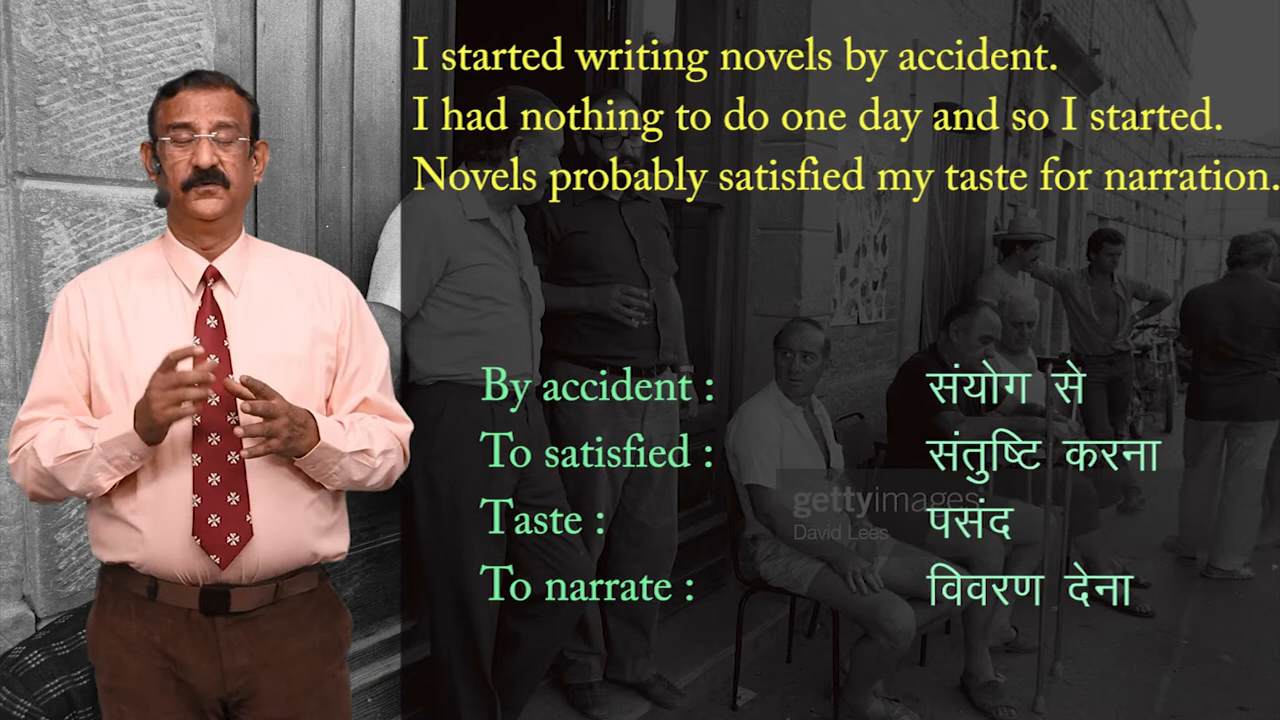 I started writing novels by accident.
I had nothing to do one day and so I started.
Novels probably satisfied my taste for narration.
By accident : संयोग से
To satisfied : संतुष्टि करना
gettyimages
Taste : पसंद
David Lees
To narrate : विवरण देना